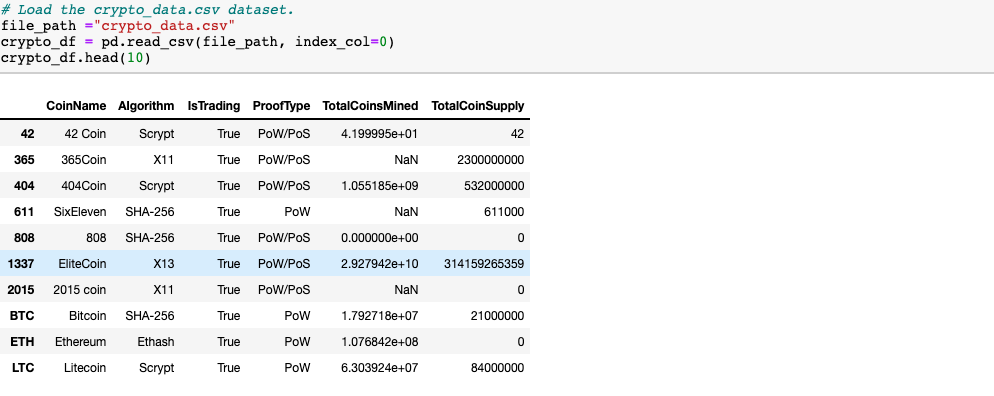 # Load the crypto_data.csv dataset.
file_path ="crypto_data.csv"
crypto_df = pd.read_csv(file_path, index_col=0)
crypto_df.head(10)
CoinName Algorithm IsTrading ProofType TotalCoinsMined TotalCoinSupply
42 42 Coin Scrypt True PoW/PoS 4.199995e+01 42
365 365Coin X11 True PoW/PoS NaN 2300000000
404 404Coin Scrypt True PoW/PoS 1.055185e+09 532000000
611 SixEleven SHA-256 True PoW NaN 611000
808 808 SHA-256 True PoW/PoS 0.000000e+00 0
1337 EliteCoin X13 True PoW/PoS 2.927942e+10 314159265359
2015 2015 coin X11 True PoW/PoS NaN 0
BTC Bitcoin SHA-256 True PoW 1.792718e+07 21000000
ETH Ethereum Ethash True PoW 1.076842e+08 0
LTC Litecoin Scrypt True PoW 6.303924e+07 84000000